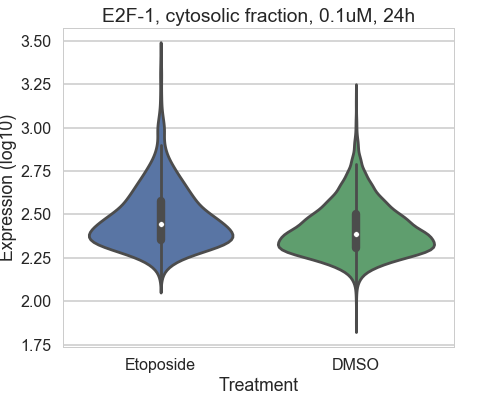 E2F-1, cytosolic fraction, 0.1uM, 24h
Expression (log10)
3.50
3.25
3.00
2.75
2.50
2.25
2.00
1.75
Etoposide
DMSO
Treatment